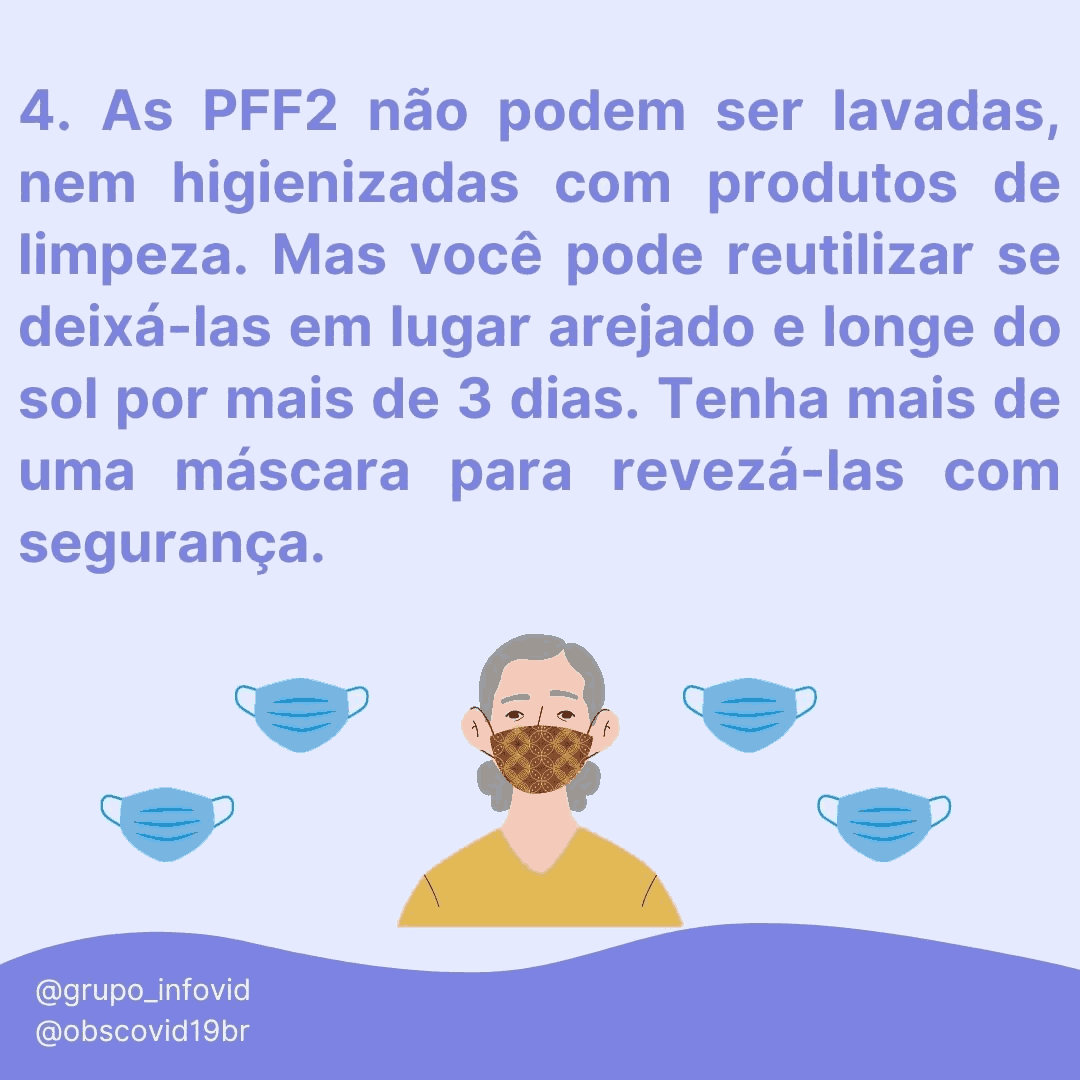 4. As PFF2 não podem ser lavadas,
nem higienizadas com produtos de
limpeza. Mas você pode reutilizar se
deixá-las em lugar arejado e longe do
sol por mais de 3 dias. Tenha mais de
uma máscara para revezá-las com
segurança.
@grupo_infovid
@obscovid19br